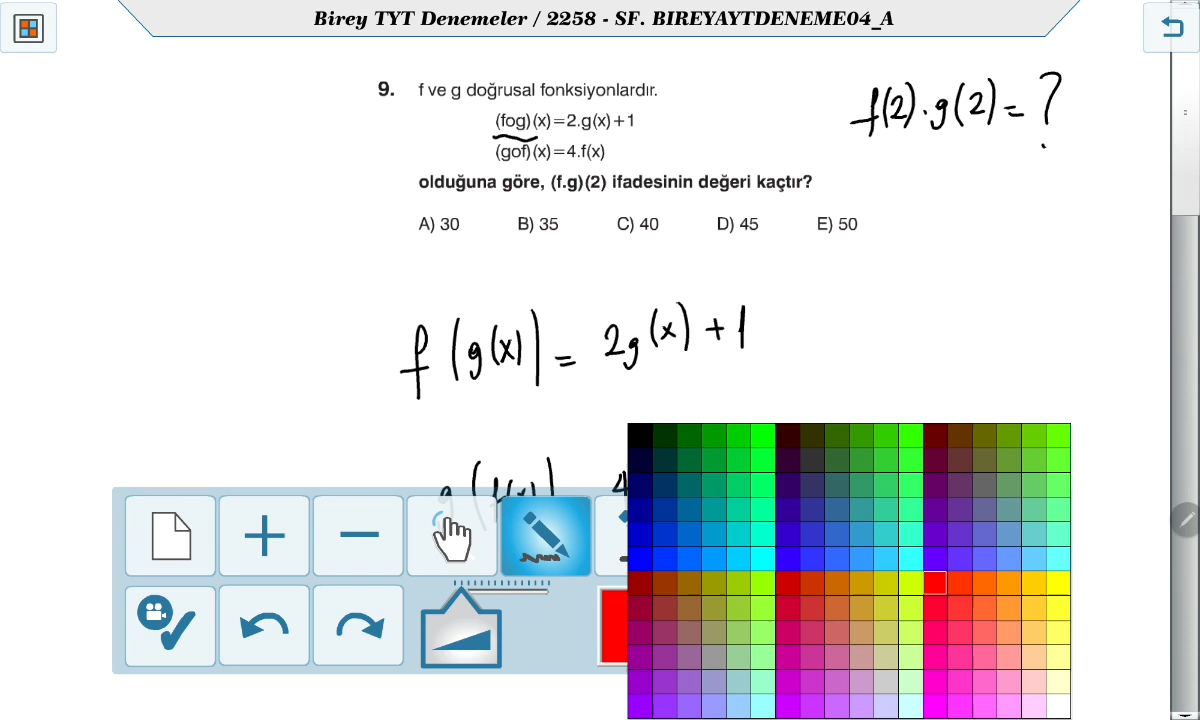 Birey TYT Denemeler / 2258 - SF. BIREYAYTDENEME04_A
9. f ve g doğrusal fonksiyonlardır.
(fog)(x)=2.g(x)+1
(gof)(x)=4.f(x)
olduğuna göre, (f.g)(2) ifadesinin değeri kaçtır?
A) 30 B) 35 C) 40 D) 45 E) 50
f(2).g(2)=?
f(g(x))= 2g(x)+1
g(f(x)) 4